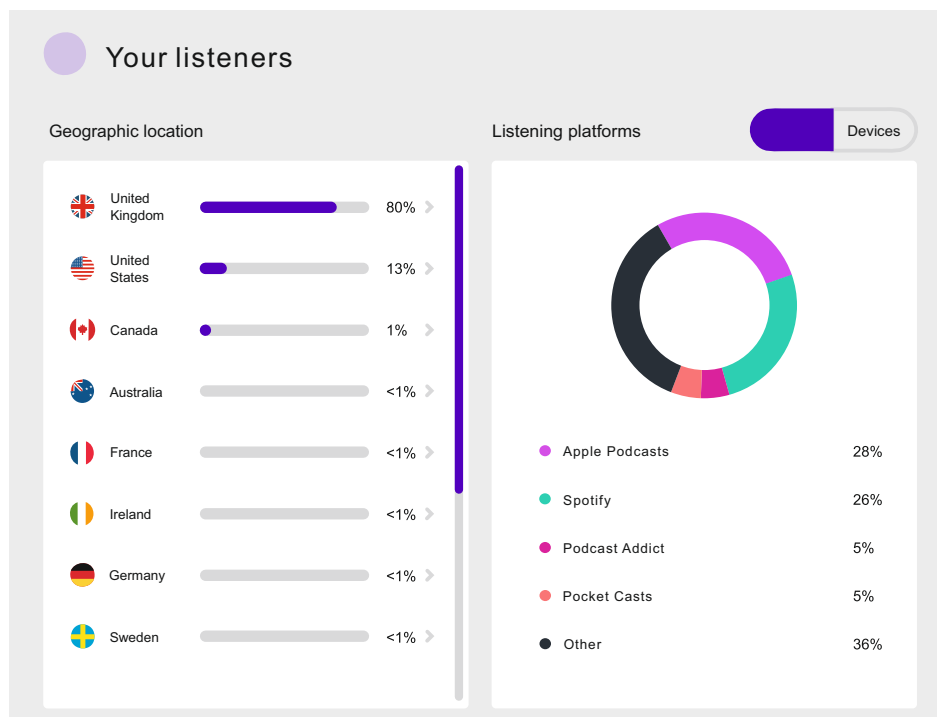 Your listeners
Geographic location
United
Kingdom
80%
United
States
13%
Canada
1%
Australia
<1%
France
<1%
Ireland
<1%
Germany
<1%
Sweden
<1%
Listening platforms
Devices
Apple Podcasts
28%
Spotify
26%
Podcast Addict
5%
Pocket Casts
5%
Other
36%